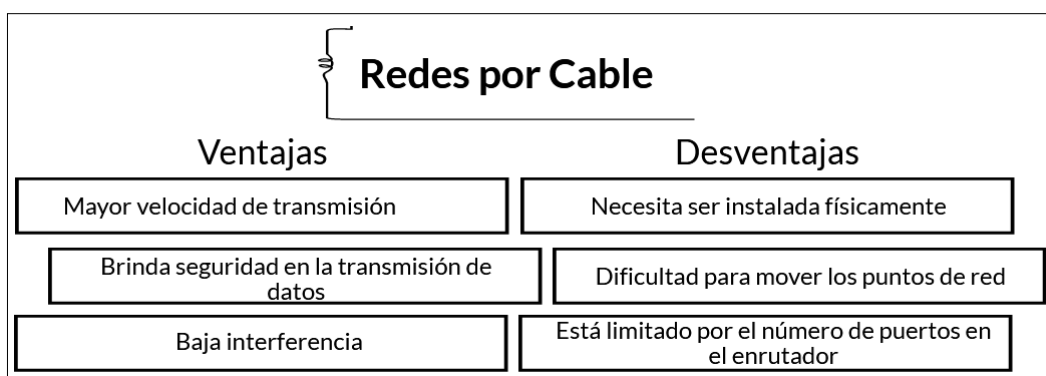 Redes por Cable
Ventajas
Desventajas
Mayor velocidad de transmisión
Necesita ser instalada físicamente
Brinda seguridad en la transmisión de
datos
Dificultad para mover los puntos de red
Baja interferencia
Está limitado por el número de puertos en
el enrutador